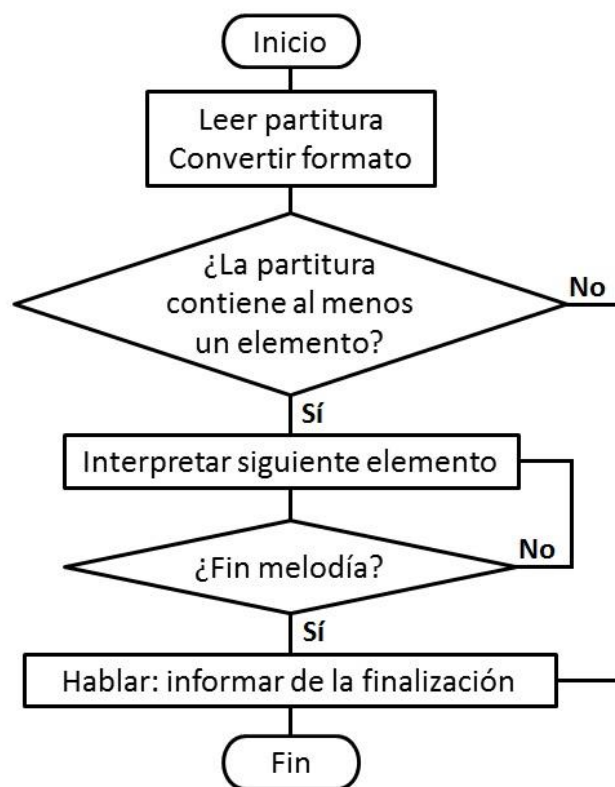 Inicio
Leer partitura
Convertir formato
¿La partitura
contiene al menos
un elemento?
No
Sí
Interpretar siguiente elemento
¿Fin melodía?
No
Sí
Hablar: informar de la finalización
Fin